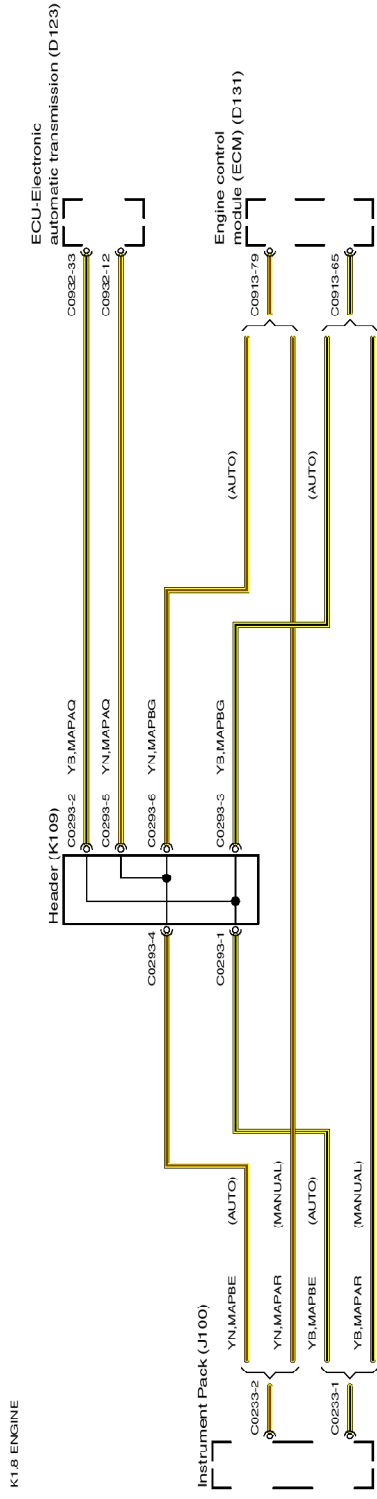 K1.8 ENGINE
ECU-Electronic
automatic transmission (D123)
C0932-33
C0932-12
Engine control
module (ECM) (D131)
C0913-79
C0913-65
(AUTO)
(AUTO)
YB,MAPAQ
YN,MAPAQ
YN,MAPBG
YB,MAPBG
Header (K109)
C0293-2
C0293-5
C0293-6
C0293-3
C0293-4
C0293-1
(AUTO)
(MANUAL)
(AUTO)
(MANUAL)
YN,MAPBE
YN,MAPAR
YB,MAPBE
YB,MAPAR
Instrument Pack (J100)
C0233-2
C0233-1